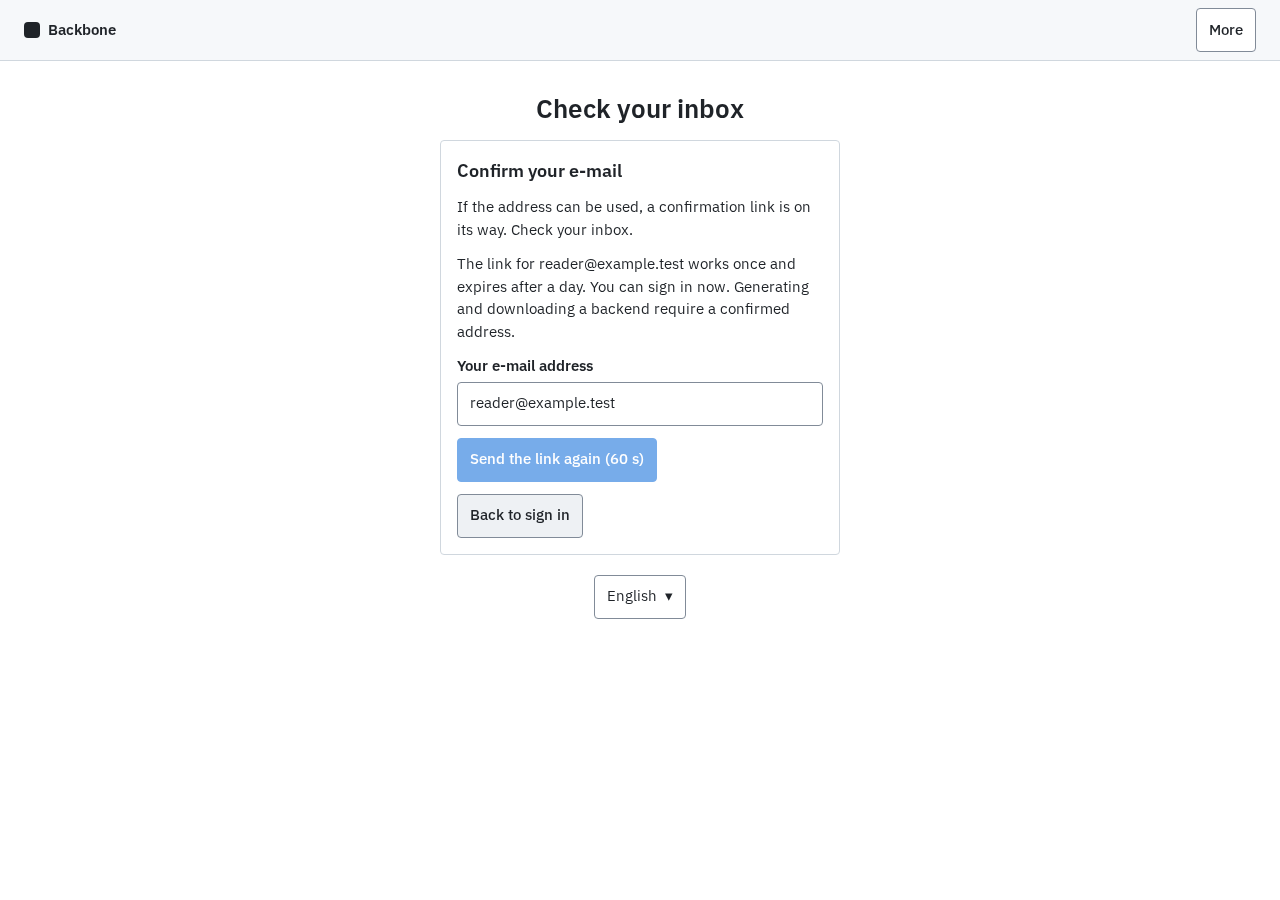 Backbone
More
Check your inbox
Confirm your e-mail
If the address can be used, a confirmation link is on
its way. Check your inbox.
The link for reader@example.test works once and
expires after a day. You can sign in now. Generating
and downloading a backend require a confirmed
address.
Your e-mail address
reader@example.test
Send the link again (60 s)
Back to sign in
English ▾